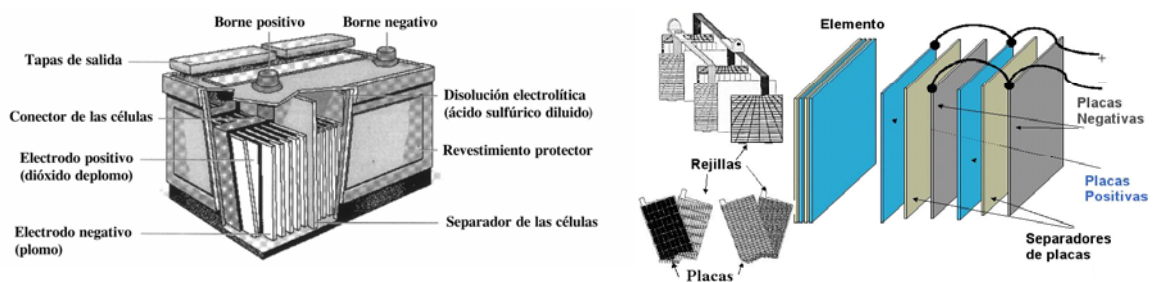 Borne positivo
Borne negativo
Tapas de salida
Conector de las células
Electrodo positivo
(dióxido deplomo)
Electrodo negativo
(plomo)
Disolución electrolítica
(ácido sulfúrico diluido)
Revestimiento protector
Separador de las células
Elemento
Rejillas
Placas
+
-
Placas
Negativas
Placas
Positivas
Separadores
de placas